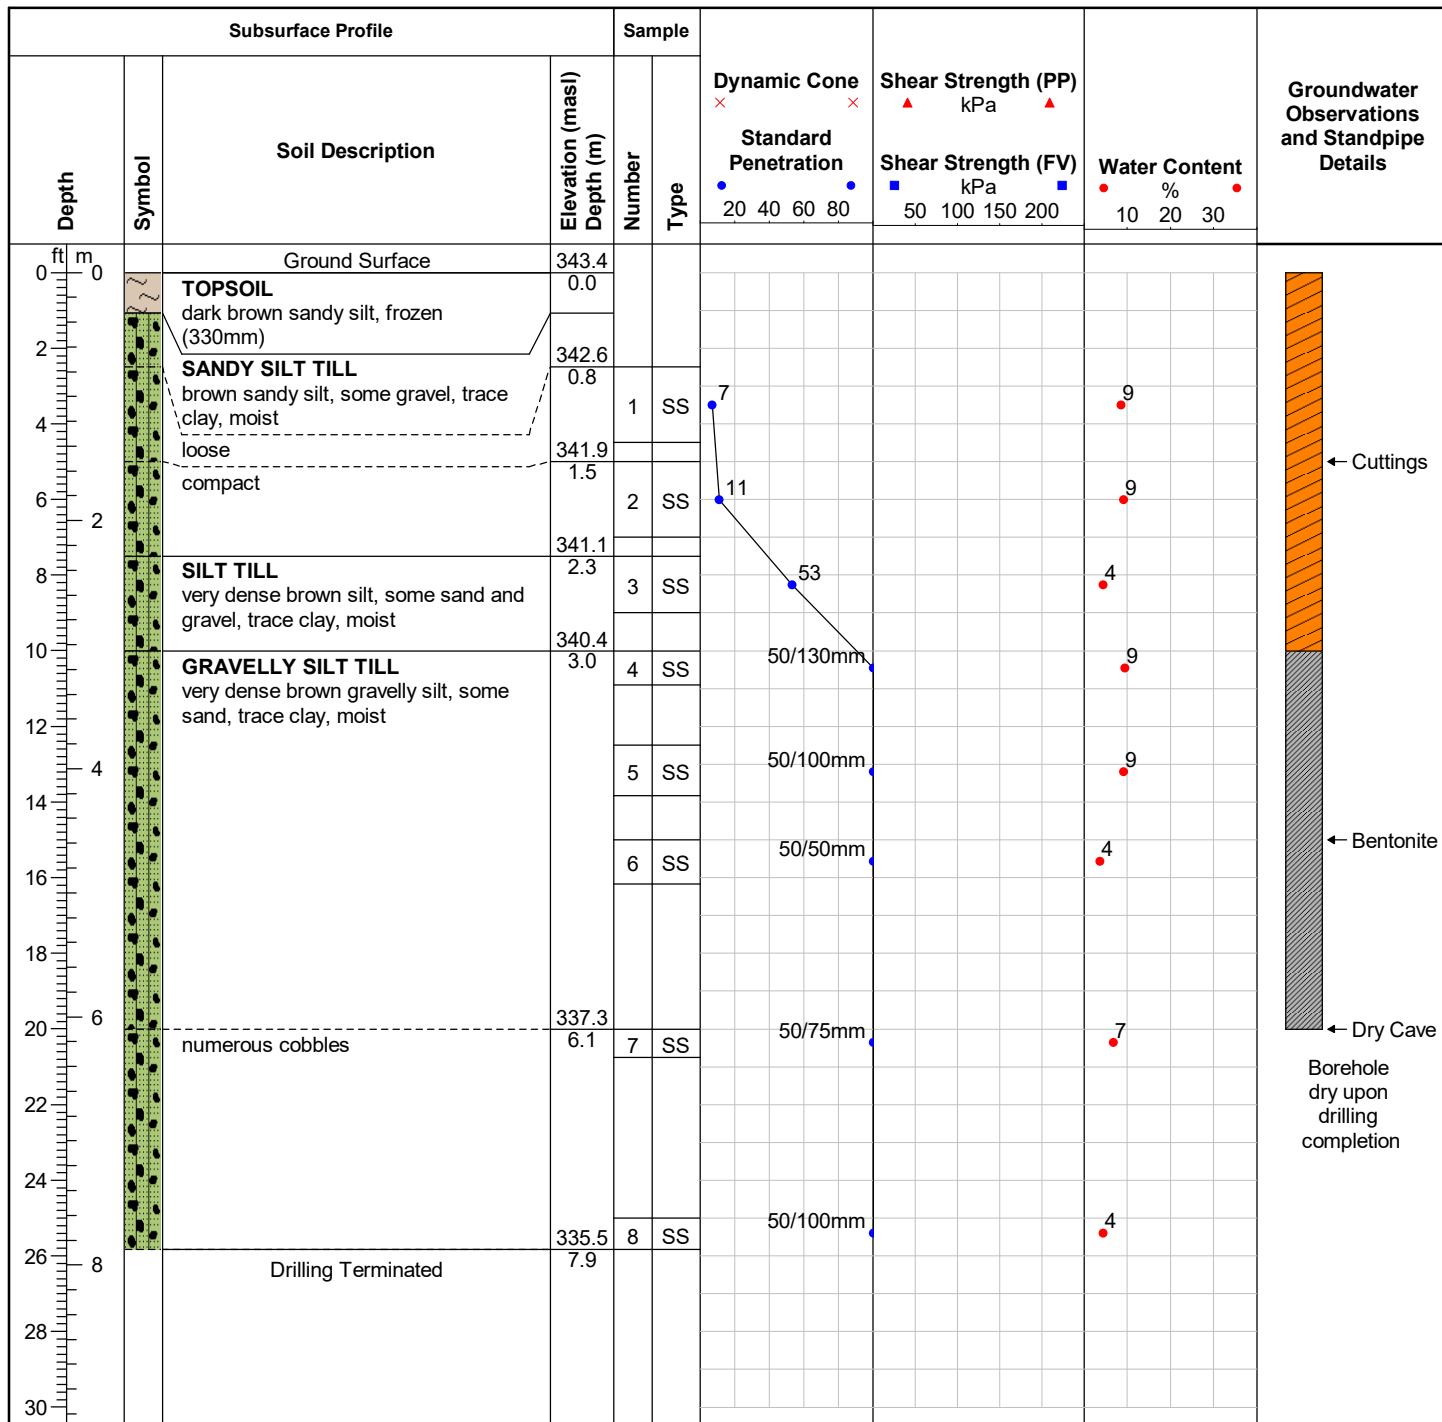 Subsurface Profile
Sample
Depth
Symbol
Soil Description
Elevation (masl)
Depth (m)
Number
Type
Dynamic Cone
Standard
Penetration
20 40 60 80
Shear Strength (PP)
kPa
Shear Strength (FV)
kPa
50 100 150 200
Water Content
%
10 20 30
Groundwater
Observations
and Standpipe
Details
ft m
Ground Surface
343.4
0 0
0.0
TOPSOIL
dark brown sandy silt, frozen
(330mm)
2
342.6
SANDY SILT TILL
0.8
brown sandy silt, some gravel, trace
clay, moist
1 SS
7
9
4
loose
341.9
Cuttings
compact
1.5
6
2
2 SS
11
9
341.1
SILT TILL
2.3
very dense brown silt, some sand and
gravel, trace clay, moist
8
3 SS
53
4
340.4
10
GRAVELLY SILT TILL
3.0
very dense brown gravelly silt, some
sand, trace clay, moist
4 SS
50/130mm
9
12
4
5 SS
50/100mm
9
14
6 SS
50/50mm
4
Bentonite
16
18
6
337.3
20
numerous cobbles
6.1
7 SS
50/75mm
7
Dry Cave
Borehole
dry upon
drilling
completion
22
24
335.5
8 SS
50/100mm
4
26
8
Drilling Terminated
7.9
28
30